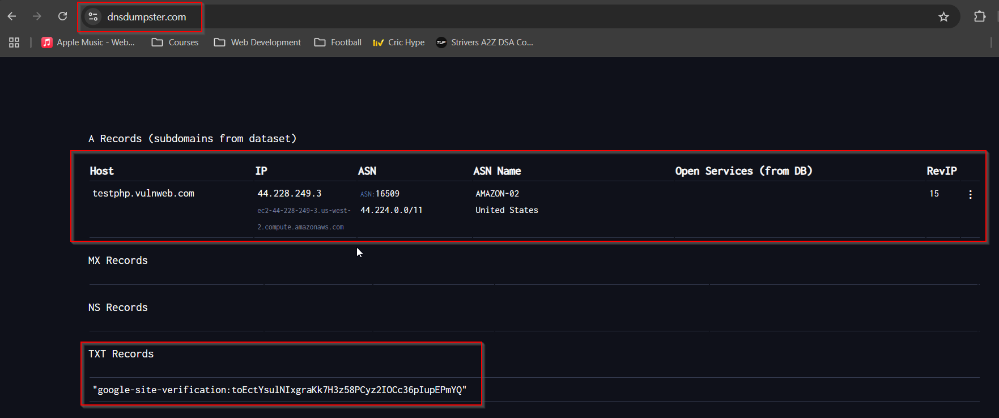 dnsdumpster.com
Apple Music - Web...
Courses
Web Development
Football
liv
Cric Hype
TUF
Strivers A2Z DSA Co...
A Records (subdomains from dataset)
Host IP ASN ASN Name Open Services (from DB) RevIP
testphp.vulnweb.com 44.228.249.3 ASN:16509 AMAZON-02 15
ec2-44-228-249-3.us-west- 44.224.0.0/11 United States
2.compute.amazonaws.com
MX Records
NS Records
TXT Records
"google-site-verification:toEctYsulNIxgraKk7H3z58PCyz2IOCc36pIupEPmYQ"